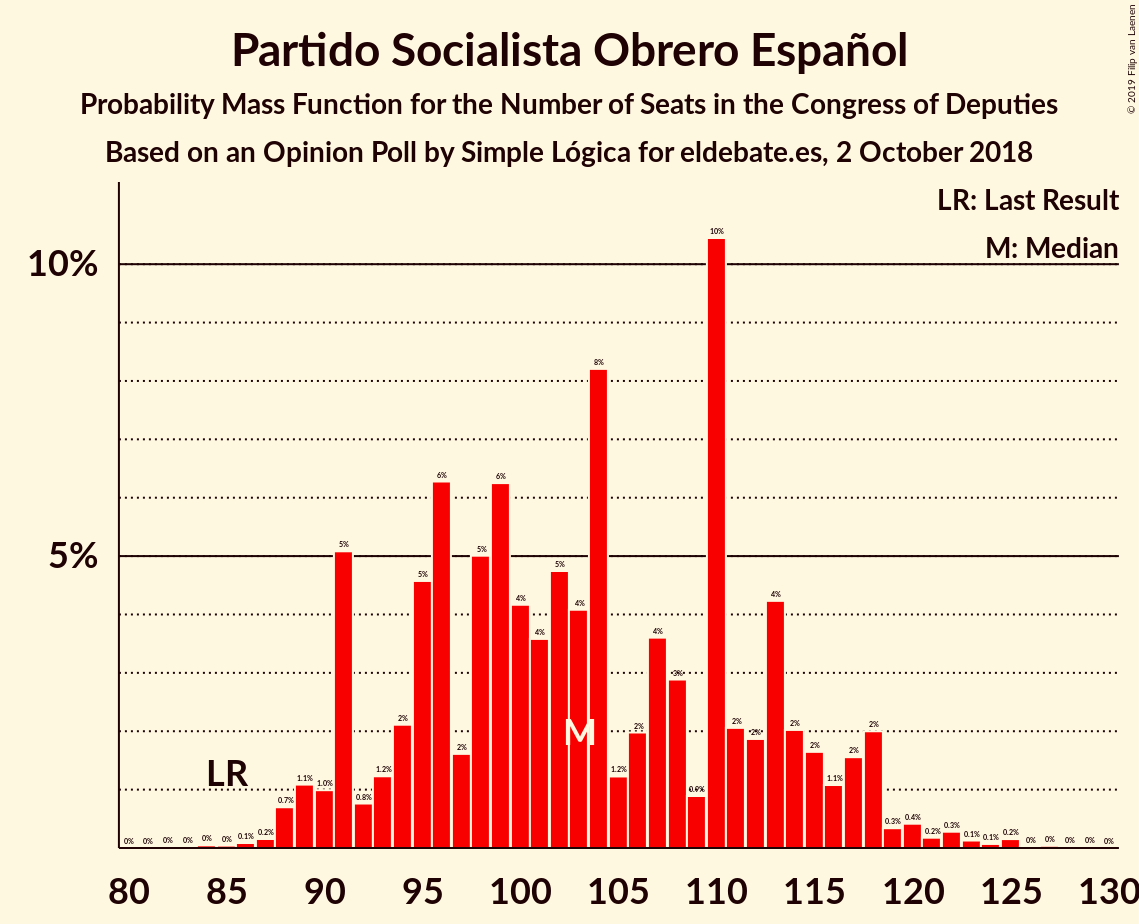 © 2019 Filip van Laenen
Partido Socialista Obrero Español
Probability Mass Function for the Number of Seats in the Congress of Deputies
Based on an Opinion Poll by Simple Lógica for eldebate.es, 2 October 2018
LR: Last Result
M: Median
10%
5%
0% 0% 0% 0% 0% 0% 0.1% 0.2% 0.7% 1.1% 1.0% 5% 0.8% 1.2% 2% 5% 6% 2% 5% 6% 4% 4% 5% 4% 8% 1.2% 2% 4% 3% 0.9% 10% 2% 2% 4% 2% 2% 1.1% 2% 2% 0.3% 0.4% 0.2% 0.3% 0.1% 0.1% 0.2% 0% 0% 0% 0% 0%
M
LR
80 85 90 95 100 105 110 115 120 125 130